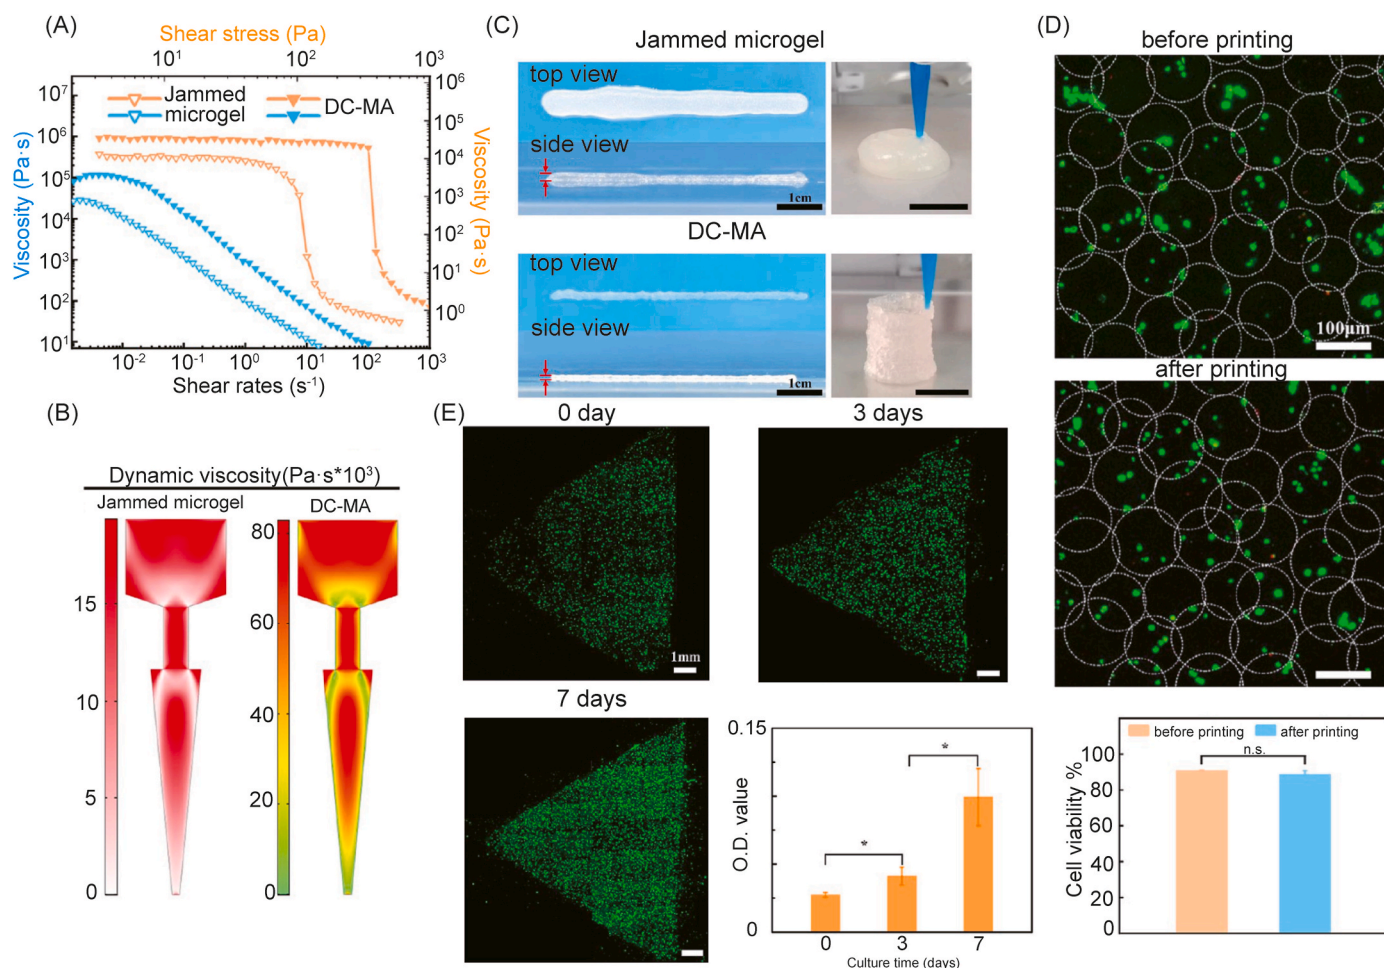 (A)
Shear stress (Pa)
10¹ 10² 10³
10⁷
10⁶
10⁵
10⁴
10³
10²
10¹
Viscosity (Pa·s)
Jammed
microgel
DC-MA
10⁶
10⁵
10⁴
10³
10²
10¹
10⁰
Viscosity (Pa·s)
10⁻² 10⁻¹ 10⁰ 10¹ 10² 10³
Shear rates (s⁻¹)
(B)
Dynamic viscosity(Pa·s*10³)
Jammed microgel DC-MA
15
10
5
0
80
60
40
20
0
(C)
Jammed microgel
top view
side view
1cm
DC-MA
top view
side view
1cm
(D)
before printing
100μm
after printing
before printing after printing
n.s.
100
80
60
40
20
0
Cell viability %
(E)
0 day
1mm
3 days
7 days
0.15
0
O.D. value
*
*
0 3 7
Culture time (days)